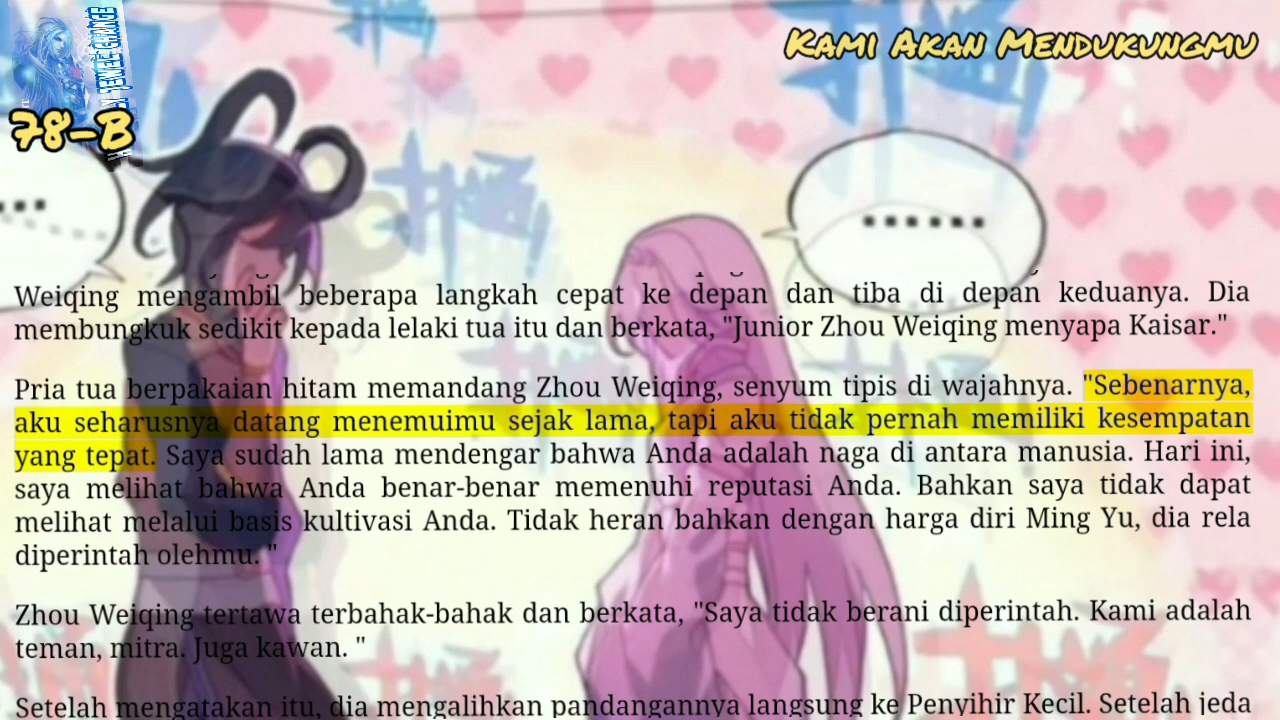 Kami Akan Mendukungmu
78-B
Weiqing mengambil beberapa langkah cepat ke depan dan tiba di depan keduanya. Dia
membungkuk sedikit kepada lelaki tua itu dan berkata, "Junior Zhou Weiqing menyapa Kaisar."
Pria tua berpakaian hitam memandang Zhou Weiqing, senyum tipis di wajahnya. "Sebenarnya,
aku seharusnya datang menemuimu sejak lama, tapi aku tidak pernah memiliki kesempatan
yang tepat. Saya sudah lama mendengar bahwa Anda adalah naga di antara manusia. Hari ini,
saya melihat bahwa Anda benar-benar memenuhi reputasi Anda. Bahkan saya tidak dapat
melihat melalui basis kultivasi Anda. Tidak heran bahkan dengan harga diri Ming Yu, dia rela
diperintah olehmu. "
Zhou Weiqing tertawa terbahak-bahak dan berkata, "Saya tidak berani diperintah. Kami adalah
teman, mitra. Juga kawan. "
Setelah mengatakan itu, dia mengalihkan pandangannya langsung ke Penyihir Kecil. Setelah jeda